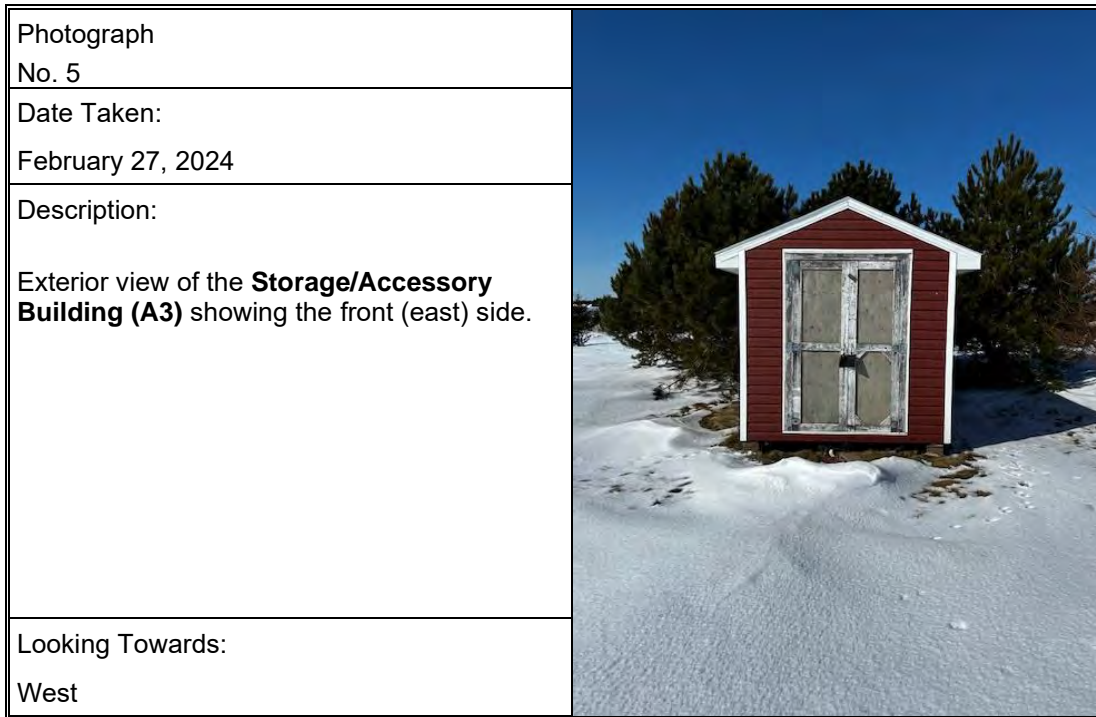 Photograph
No. 5
Date Taken:
February 27, 2024
Description:
Exterior view of the Storage/Accessory
Building (A3) showing the front (east) side.
Looking Towards:
West